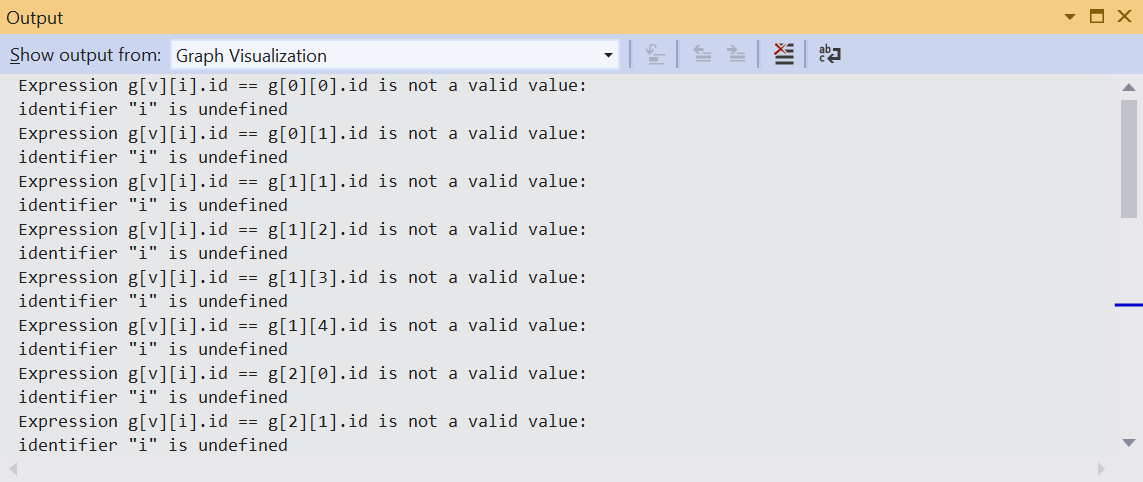 Output
Show output from: Graph Visualization
Expression g[v][i].id == g[0][0].id is not a valid value:
identifier "i" is undefined
Expression g[v][i].id == g[0][1].id is not a valid value:
identifier "i" is undefined
Expression g[v][i].id == g[1][1].id is not a valid value:
identifier "i" is undefined
Expression g[v][i].id == g[1][2].id is not a valid value:
identifier "i" is undefined
Expression g[v][i].id == g[1][3].id is not a valid value:
identifier "i" is undefined
Expression g[v][i].id == g[1][4].id is not a valid value:
identifier "i" is undefined
Expression g[v][i].id == g[2][0].id is not a valid value:
identifier "i" is undefined
Expression g[v][i].id == g[2][1].id is not a valid value:
identifier "i" is undefined